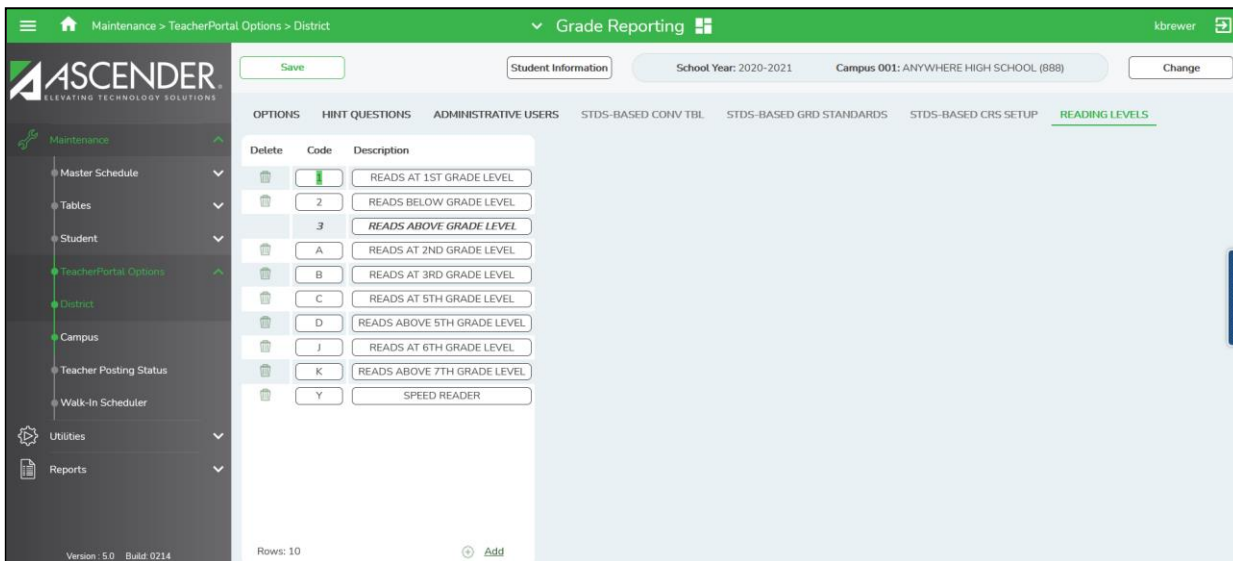 Maintenance > TeacherPortal Options > District
Grade Reporting
kbrewer
ASCENDER.
ELEVATING TECHNOLOGY SOLUTIONS
Save
Student Information
School Year: 2020-2021
Campus 001: ANYWHERE HIGH SCHOOL (888)
Change
OPTIONS HINT QUESTIONS ADMINISTRATIVE USERS STDS-BASED CONV TBL STDS-BASED GRD STANDARDS STDS-BASED CRS SETUP READING LEVELS
Maintenance
Master Schedule
Tables
Student
TeacherPortal Options
District
Campus
Teacher Posting Status
Walk-In Scheduler
Utilities
Reports
Version : 5.0 Build: 0214
Delete Code Description
1 READS AT 1ST GRADE LEVEL
2 READS BELOW GRADE LEVEL
3 READS ABOVE GRADE LEVEL
A READS AT 2ND GRADE LEVEL
B READS AT 3RD GRADE LEVEL
C READS AT 5TH GRADE LEVEL
D READS ABOVE 5TH GRADE LEVEL
J READS AT 6TH GRADE LEVEL
K READS ABOVE 7TH GRADE LEVEL
Y SPEED READER
Rows: 10 Add